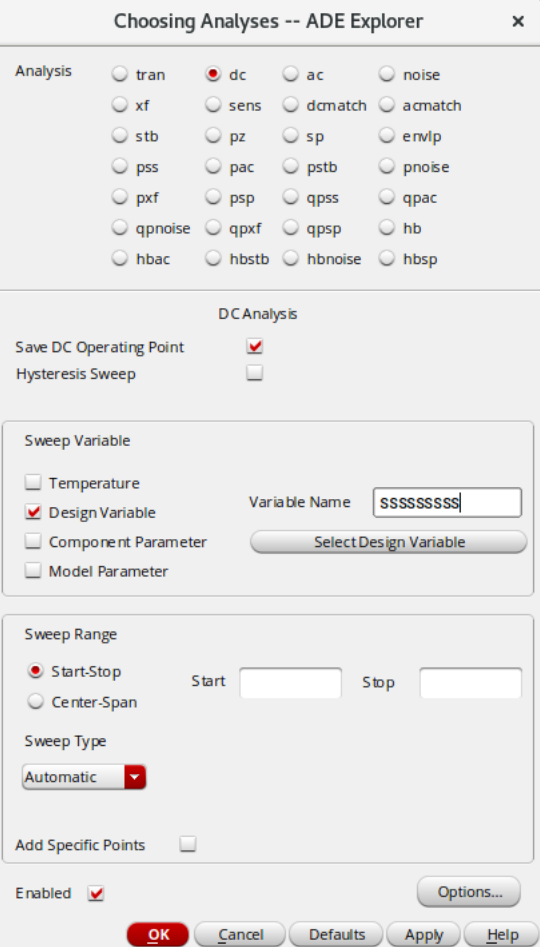 Choosing Analyses -- ADE Explorer
Analysis tran dc ac noise
xf sens dcmatch acmatch
stb pz sp envlp
pss pac pstb pnoise
pxf psp qpss qpac
qpnoise qpxf qpsp hb
hbac hbstb hbnoise hbsp
DC Analysis
Save DC Operating Point
Hysteresis Sweep
Sweep Variable
Temperature
Design Variable
Component Parameter
Model Parameter
Variable Name sssssssss
Select Design Variable
Sweep Range
Start-Stop
Center-Span
Start Stop
Sweep Type
Automatic
Add Specific Points
Enabled Options...
OK Cancel Defaults Apply Help